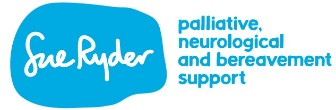 Sue Ryder
palliative,
neurological
and bereavement
support